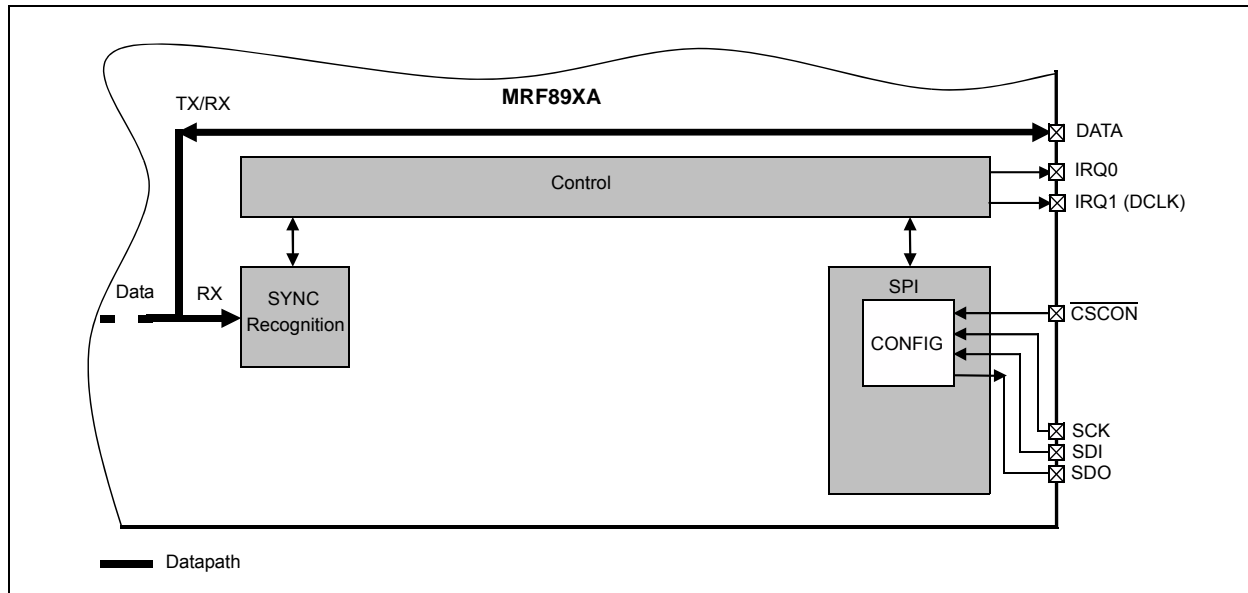 MRF89XA
TX/RX
DATA
IRQ0
Control
IRQ1 (DCLK)
Data
RX
SYNC
Recognition
SPI
CSCON
CONFIG
SCK
SDI
SDO
Datapath